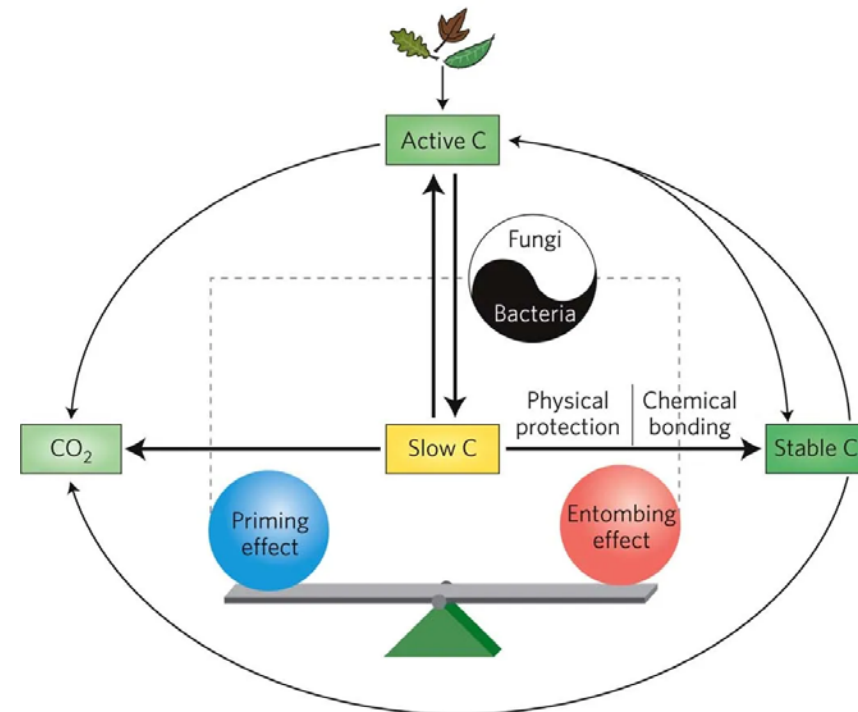 Active C
Fungi
Bacteria
Physical
protection
Chemical
bonding
CO₂
Slow C
Stable C
Priming
effect
Entombing
effect